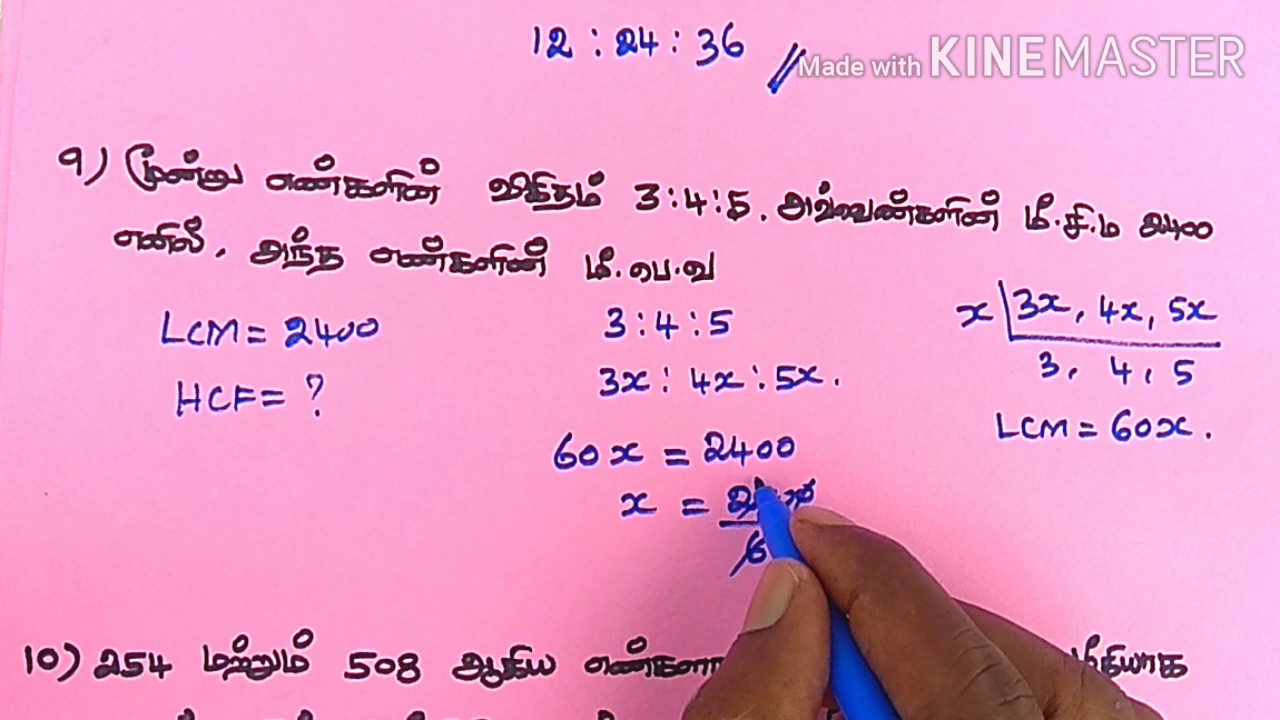 12 : 24 : 36 //
Made with KINEMASTER
9) மூன்று எண்களின் விகிதம் 3:4:5. அவ்வெண்களின் மீ.சி.ம 2400
எனில், அந்த எண்களின் மீ.பெ.வ
LCM = 2400
HCF = ?
3 : 4 : 5
3x : 4x : 5x.
60x = 2400
x =
x | 3x, 4x, 5x
3, 4, 5
LCM = 60x.
10) 254 மற்றும் 508 ஆகிய